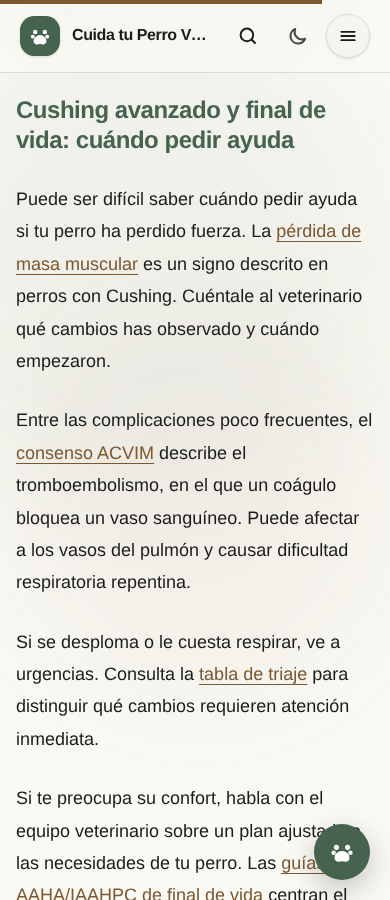 Cuida tu Perro V...
Cushing avanzado y final de
vida: cuándo pedir ayuda
Puede ser difícil saber cuándo pedir ayuda
si tu perro ha perdido fuerza. La pérdida de
masa muscular es un signo descrito en
perros con Cushing. Cuéntale al veterinario
qué cambios has observado y cuándo
empezaron.
Entre las complicaciones poco frecuentes, el
consenso ACVIM describe el
tromboembolismo, en el que un coágulo
bloquea un vaso sanguíneo. Puede afectar
a los vasos del pulmón y causar dificultad
respiratoria repentina.
Si se desploma o le cuesta respirar, ve a
urgencias. Consulta la tabla de triaje para
distinguir qué cambios requieren atención
inmediata.
Si te preocupa su confort, habla con el
equipo veterinario sobre un plan
las necesidades de tu perro. Las
AAHA/IAAHPC de final de vida centran el